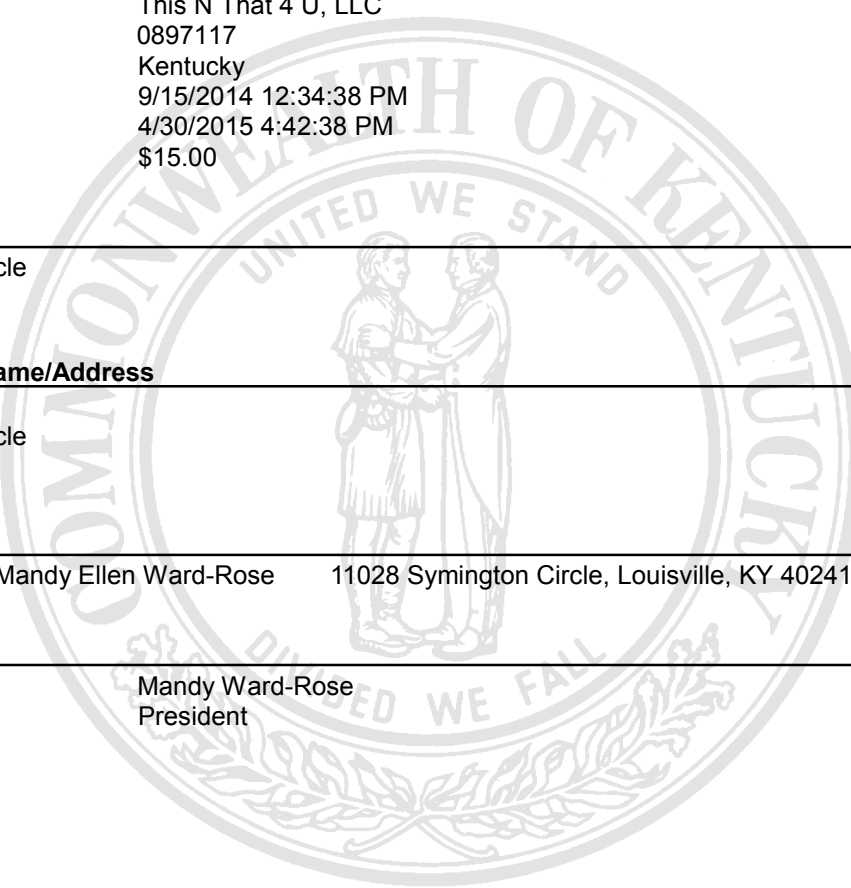 This N That 4 U, LLC
0897117
Kentucky
9/15/2014 12:34:38 PM
4/30/2015 4:42:38 PM
$15.00
cle
ame/Address
cle
Mandy Ellen Ward-Rose 11028 Symington Circle, Louisville, KY 40241
Mandy Ward-Rose
President
COMMONWEALTH OF KENTUCKY
UNITED WE STAND
DIVIDED WE FALL